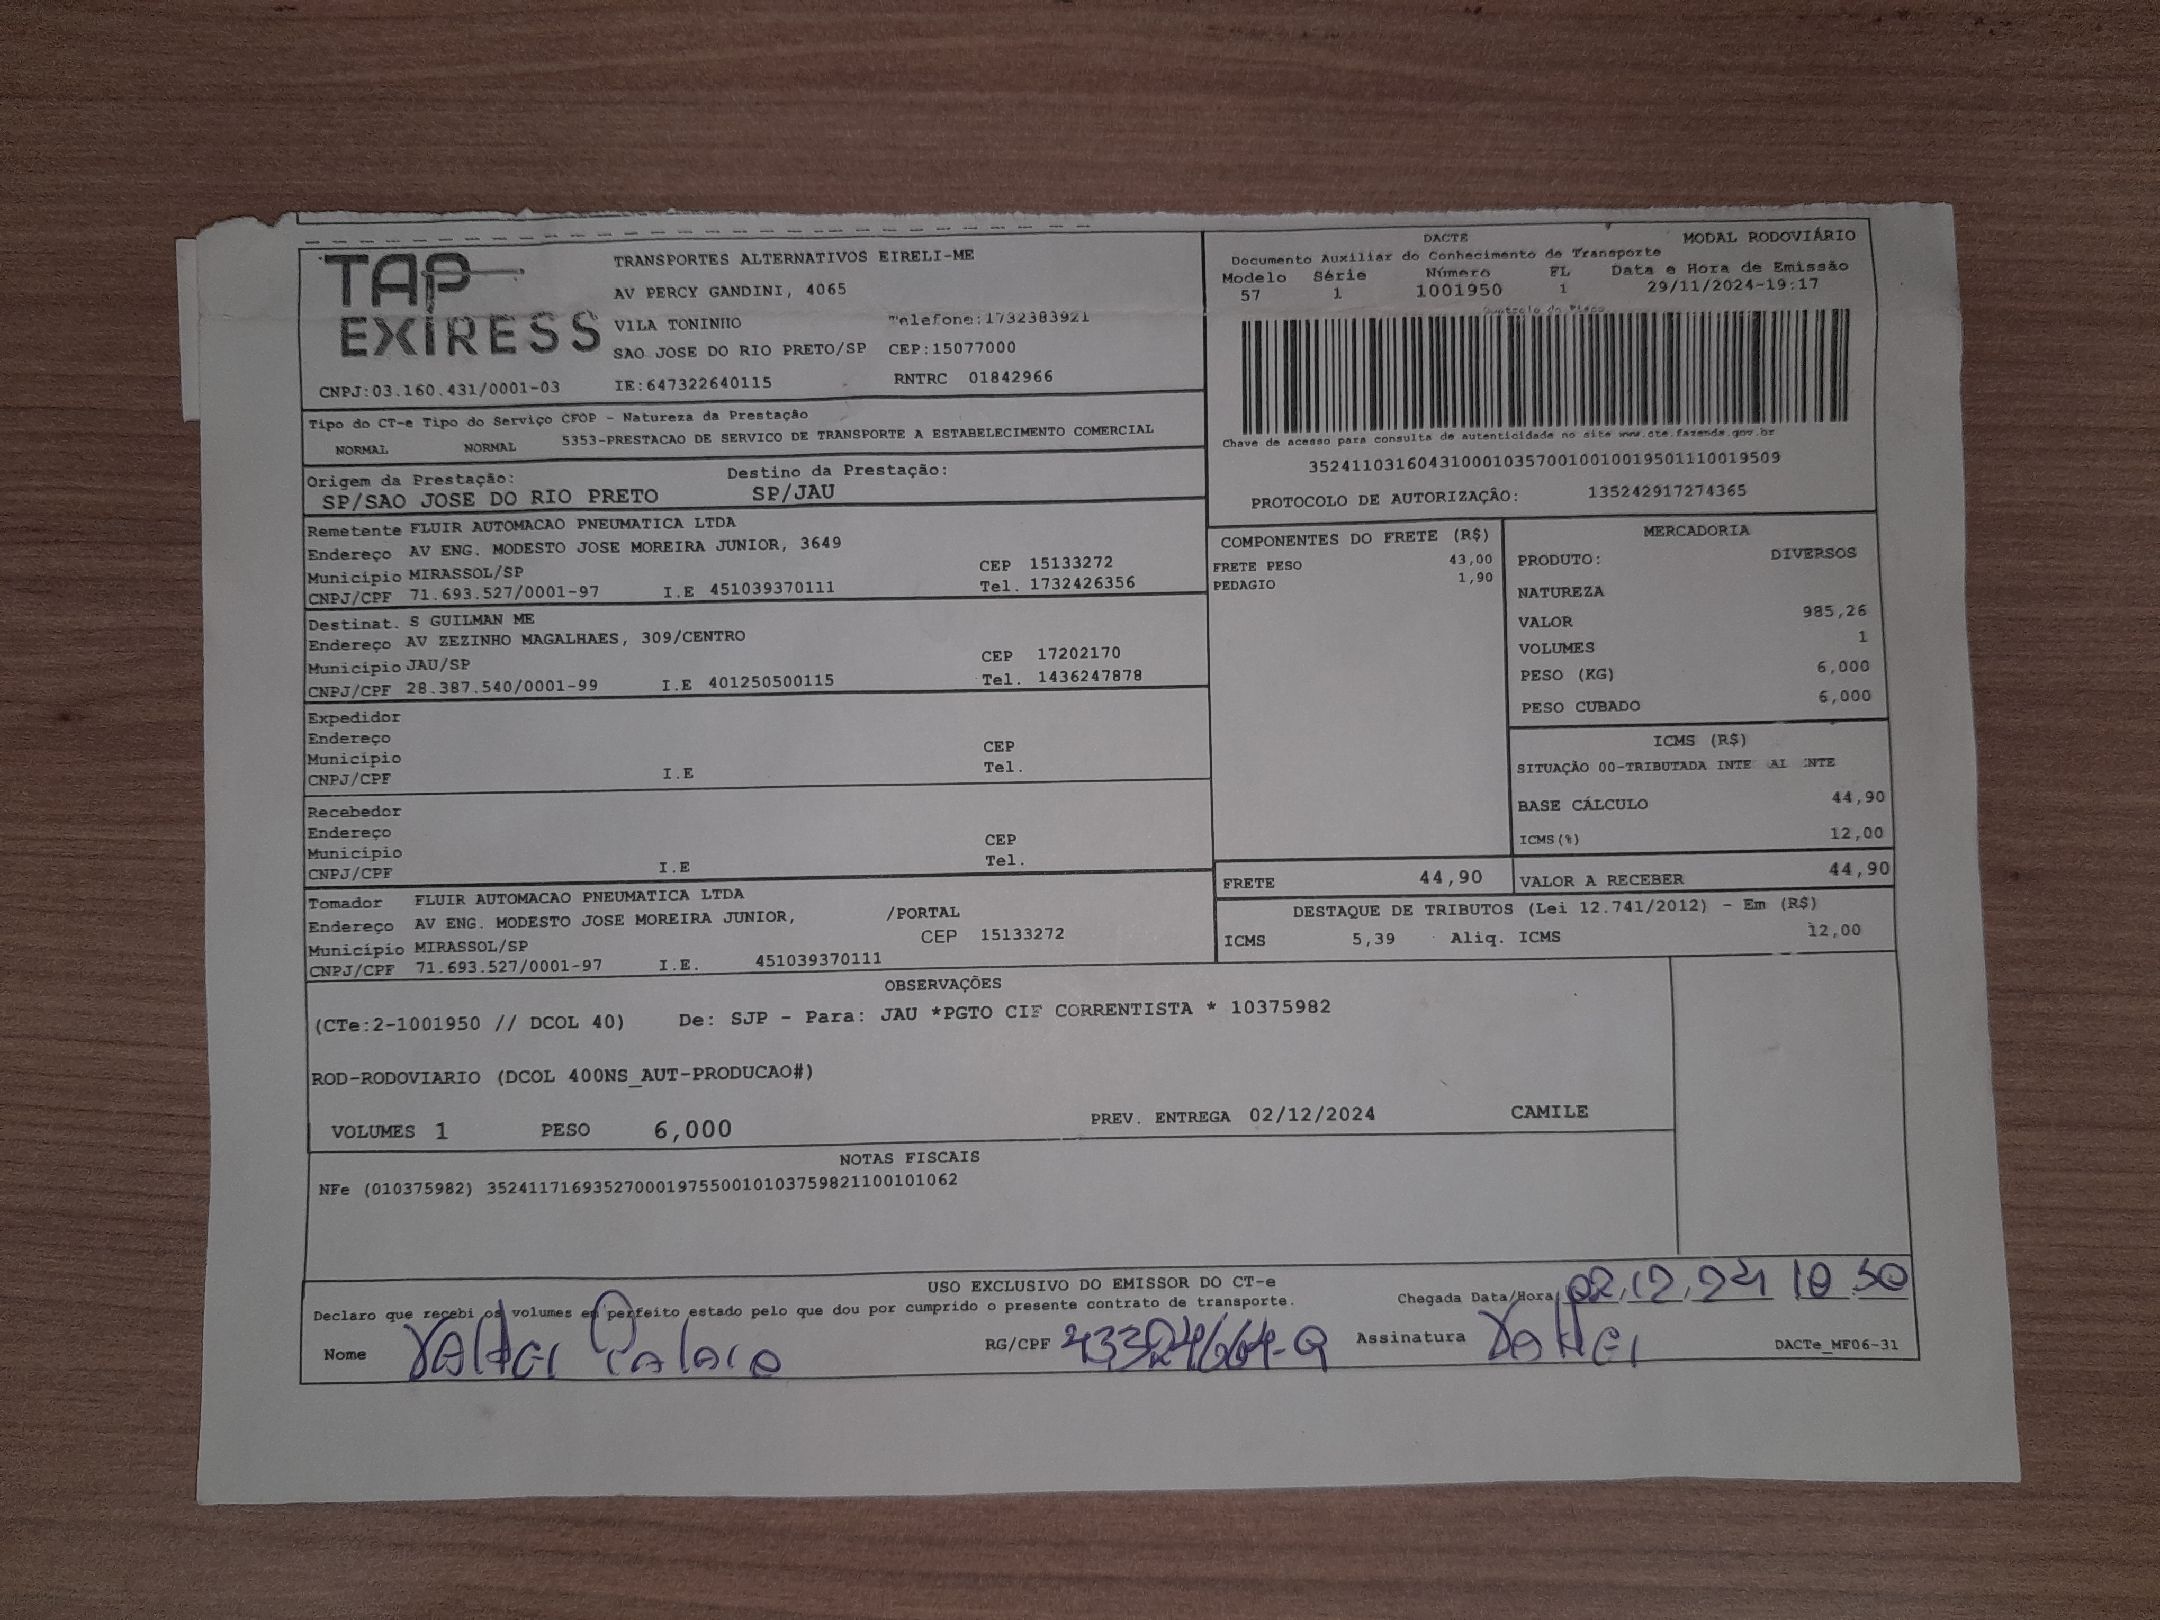 TAP
EXPRESS
TRANSPORTES ALTERNATIVOS EIRELI-ME
AV PERCY GANDINI, 4065
VILA TONINHO Telefone:1732383921
SAO JOSE DO RIO PRETO/SP CEP:15077000
CNPJ:03.160.431/0001-03 IE:647322640115 RNTRC 01842966
DACTE MODAL RODOVIÁRIO
Documento Auxiliar do Conhecimento de Transporte
Modelo Série Número FL Data e Hora de Emissão
57 1 1001950 1 29/11/2024-19:17
Controle do Fisco
Chave de acesso para consulta de autenticidade no site www.cte.fazenda.gov.br
35241103160431000103570010010019501110019509
PROTOCOLO DE AUTORIZAÇÂO: 135242917274365
Tipo do CT-e Tipo do Serviço CFOP - Natureza da Prestação
NORMAL NORMAL 5353-PRESTACAO DE SERVICO DE TRANSPORTE A ESTABELECIMENTO COMERCIAL
Origem da Prestação: Destino da Prestação:
SP/SAO JOSE DO RIO PRETO SP/JAU
Remetente FLUIR AUTOMACAO PNEUMATICA LTDA
Endereço AV ENG. MODESTO JOSE MOREIRA JUNIOR, 3649
Município MIRASSOL/SP CEP 15133272
CNPJ/CPF 71.693.527/0001-97 I.E 451039370111 Tel. 1732426356
Destinat. S GUILMAN ME
Endereço AV ZEZINHO MAGALHAES, 309/CENTRO
Município JAU/SP CEP 17202170
CNPJ/CPF 28.387.540/0001-99 I.E 401250500115 Tel. 1436247878
Expedidor
Endereço
Município CEP
CNPJ/CPF I.E Tel.
Recebedor
Endereço
Município CEP
CNPJ/CPF I.E Tel.
Tomador FLUIR AUTOMACAO PNEUMATICA LTDA
Endereço AV ENG. MODESTO JOSE MOREIRA JUNIOR, /PORTAL
Município MIRASSOL/SP CEP 15133272
CNPJ/CPF 71.693.527/0001-97 I.E. 451039370111
COMPONENTES DO FRETE (R$)
FRETE PESO 43,00
PEDAGIO 1,90
MERCADORIA
PRODUTO: DIVERSOS
NATUREZA
VALOR 985,26
VOLUMES 1
PESO (KG) 6,000
PESO CUBADO 6,000
ICMS (R$)
SITUAÇÃO 00-TRIBUTADA INTE AL NTE
BASE CÁLCULO 44,90
ICMS(%) 12,00
FRETE 44,90 VALOR A RECEBER 44,90
DESTAQUE DE TRIBUTOS (Lei 12.741/2012) - Em (R$)
ICMS 5,39 Aliq. ICMS 12,00
OBSERVAÇÕES
(CTe:2-1001950 // DCOL 40) De: SJP - Para: JAU *PGTO CIF CORRENTISTA * 10375982
ROD-RODOVIARIO (DCOL 400NS_AUT-PRODUCAO#)
VOLUMES 1 PESO 6,000 PREV. ENTREGA 02/12/2024 CAMILE
NOTAS FISCAIS
NFe (010375982) 35241171693527000197550010103759821100101062
USO EXCLUSIVO DO EMISSOR DO CT-e
Declaro que recebi os volumes em perfeito estado pelo que dou por cumprido o presente contrato de transporte. Chegada Data/Hora 02.12.24 10 30
Nome Valtei RG/CPF Assinatura Valtei DACTe_MF06-31